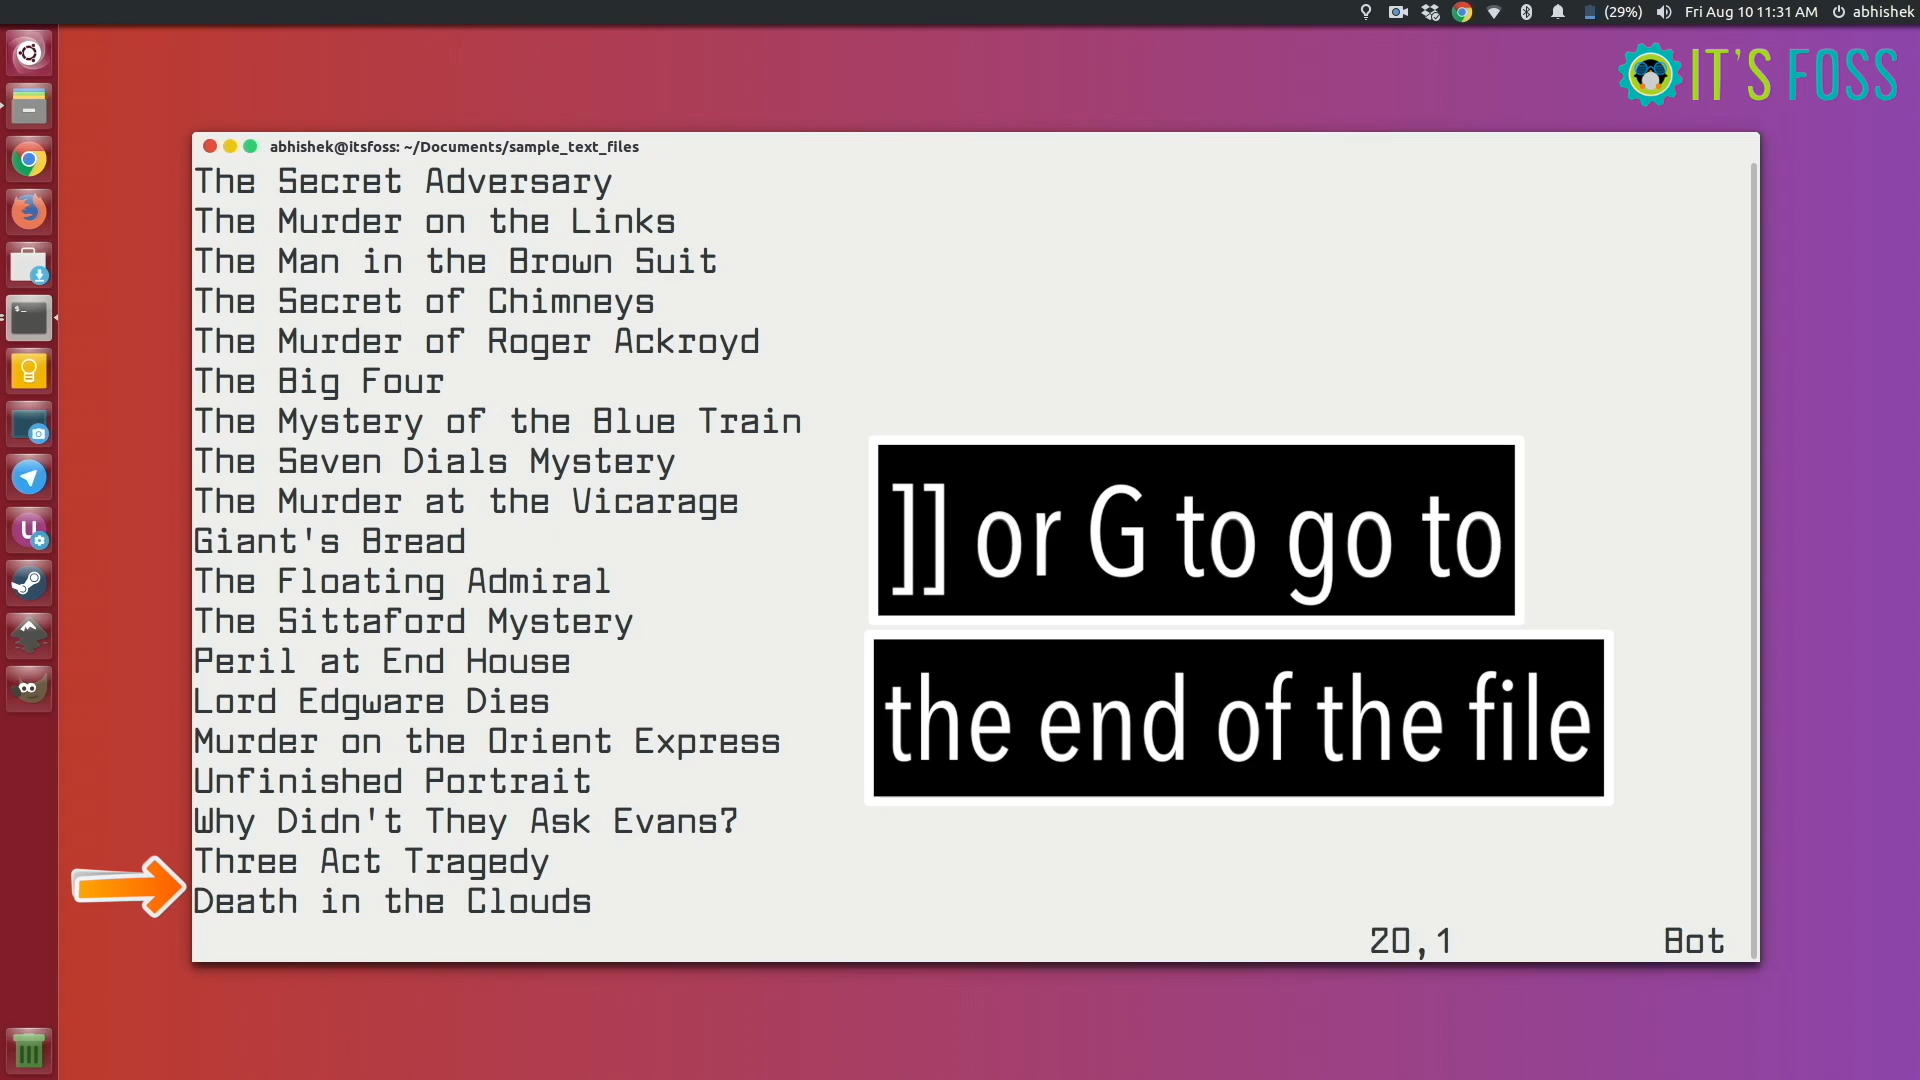 (29%) Fri Aug 10 11:31 AM abhishek
IT'S FOSS
abhishek@itsfoss: ~/Documents/sample_text_files
The Secret Adversary
The Murder on the Links
The Man in the Brown Suit
The Secret of Chimneys
The Murder of Roger Ackroyd
The Big Four
The Mystery of the Blue Train
The Seven Dials Mystery
The Murder at the Vicarage
Giant's Bread
The Floating Admiral
The Sittaford Mystery
Peril at End House
Lord Edgware Dies
Murder on the Orient Express
Unfinished Portrait
Why Didn't They Ask Evans?
Three Act Tragedy
Death in the Clouds
20,1 Bot
]] or G to go to
the end of the file